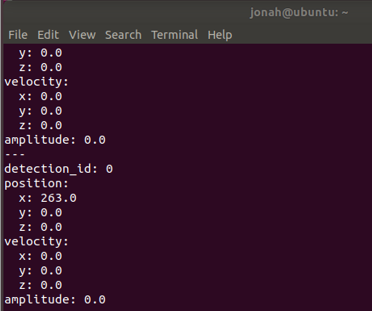 jonah@ubuntu: ~
File Edit View Search Terminal Help
  y: 0.0
  z: 0.0
velocity:
  x: 0.0
  y: 0.0
  z: 0.0
amplitude: 0.0
---
detection_id: 0
position:
  x: 263.0
  y: 0.0
  z: 0.0
velocity:
  x: 0.0
  y: 0.0
  z: 0.0
amplitude: 0.0